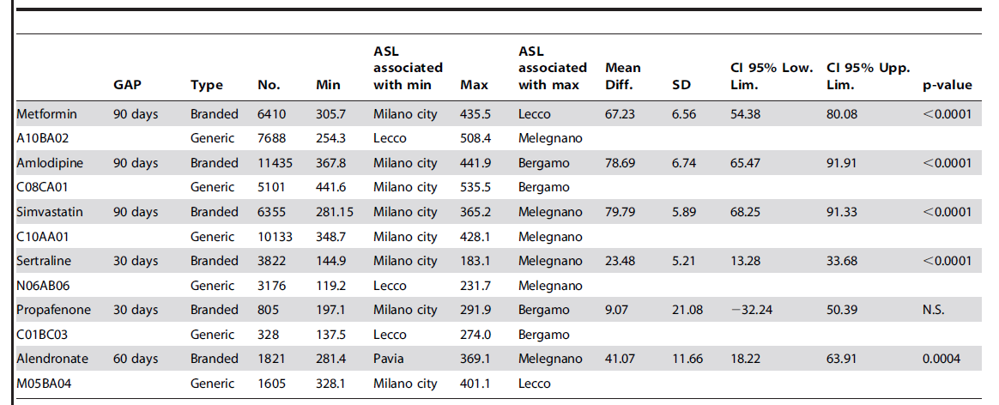 GAP Type No. Min ASL associated with min Max ASL associated with max Mean Diff. SD CI 95% Low. Lim. CI 95% Upp. Lim. p-value
Metformin 90 days Branded 6410 305.7 Milano city 435.5 Lecco 67.23 6.56 54.38 80.08 <0.0001
A10BA02 Generic 7688 254.3 Lecco 508.4 Melegnano
Amlodipine 90 days Branded 11435 367.8 Milano city 441.9 Bergamo 78.69 6.74 65.47 91.91 <0.0001
C08CA01 Generic 5101 441.6 Milano city 535.5 Bergamo
Simvastatin 90 days Branded 6355 281.15 Milano city 365.2 Melegnano 79.79 5.89 68.25 91.33 <0.0001
C10AA01 Generic 10133 348.7 Milano city 428.1 Melegnano
Sertraline 30 days Branded 3822 144.9 Milano city 183.1 Melegnano 23.48 5.21 13.28 33.68 <0.0001
N06AB06 Generic 3176 119.2 Lecco 231.7 Melegnano
Propafenone 30 days Branded 805 197.1 Milano city 291.9 Bergamo 9.07 21.08 −32.24 50.39 N.S.
C01BC03 Generic 328 137.5 Lecco 274.0 Bergamo
Alendronate 60 days Branded 1821 281.4 Pavia 369.1 Melegnano 41.07 11.66 18.22 63.91 0.0004
M05BA04 Generic 1605 328.1 Milano city 401.1 Lecco